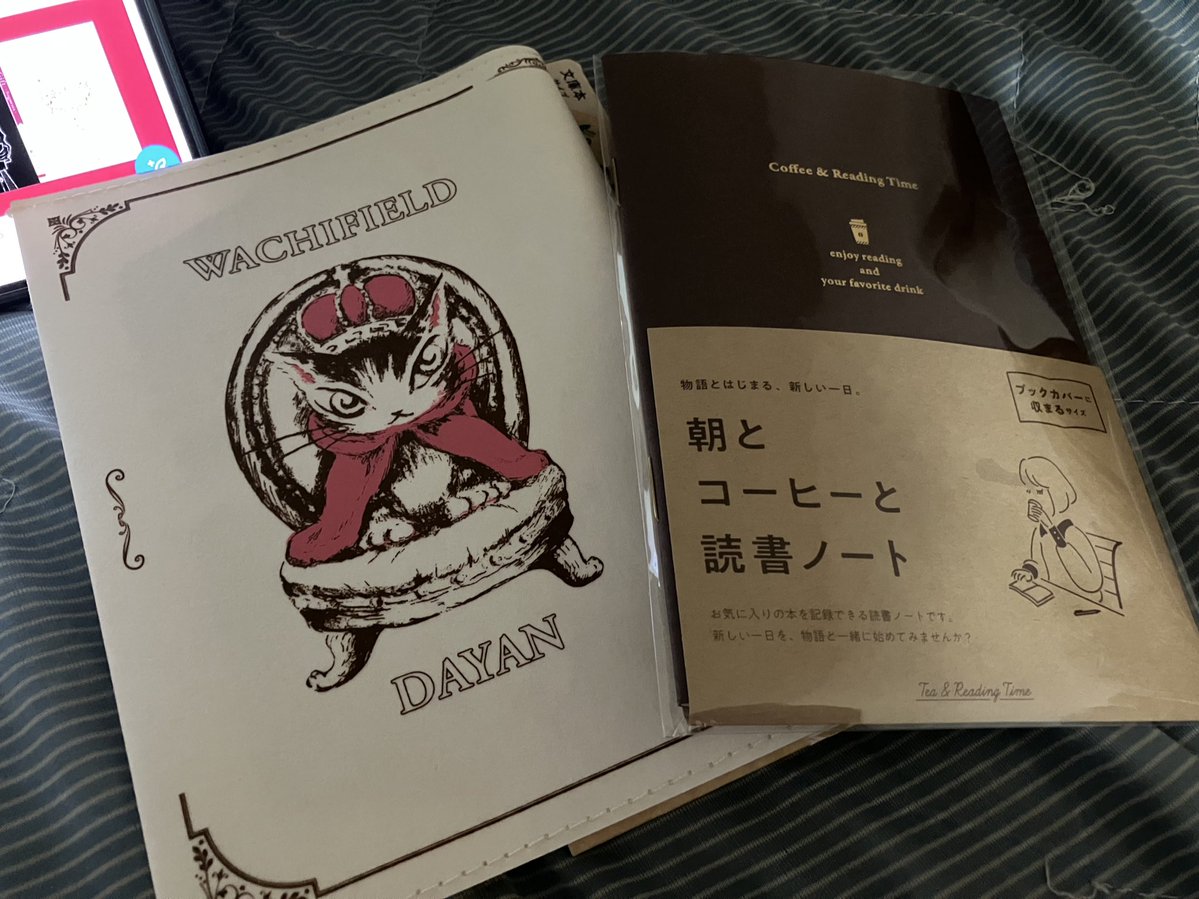 WACHIFIELD
DAYAN
文庫本
Coffee & Reading Time
enjoy reading
and
your favorite drink
物語とはじまる、新しい一日。
ブックカバーに
収まるサイズ
朝と
コーヒーと
読書ノート
お気に入りの本を記録できる読書ノートです。
新しい一日を、物語と一緒に始めてみませんか？
Tea & Reading Time